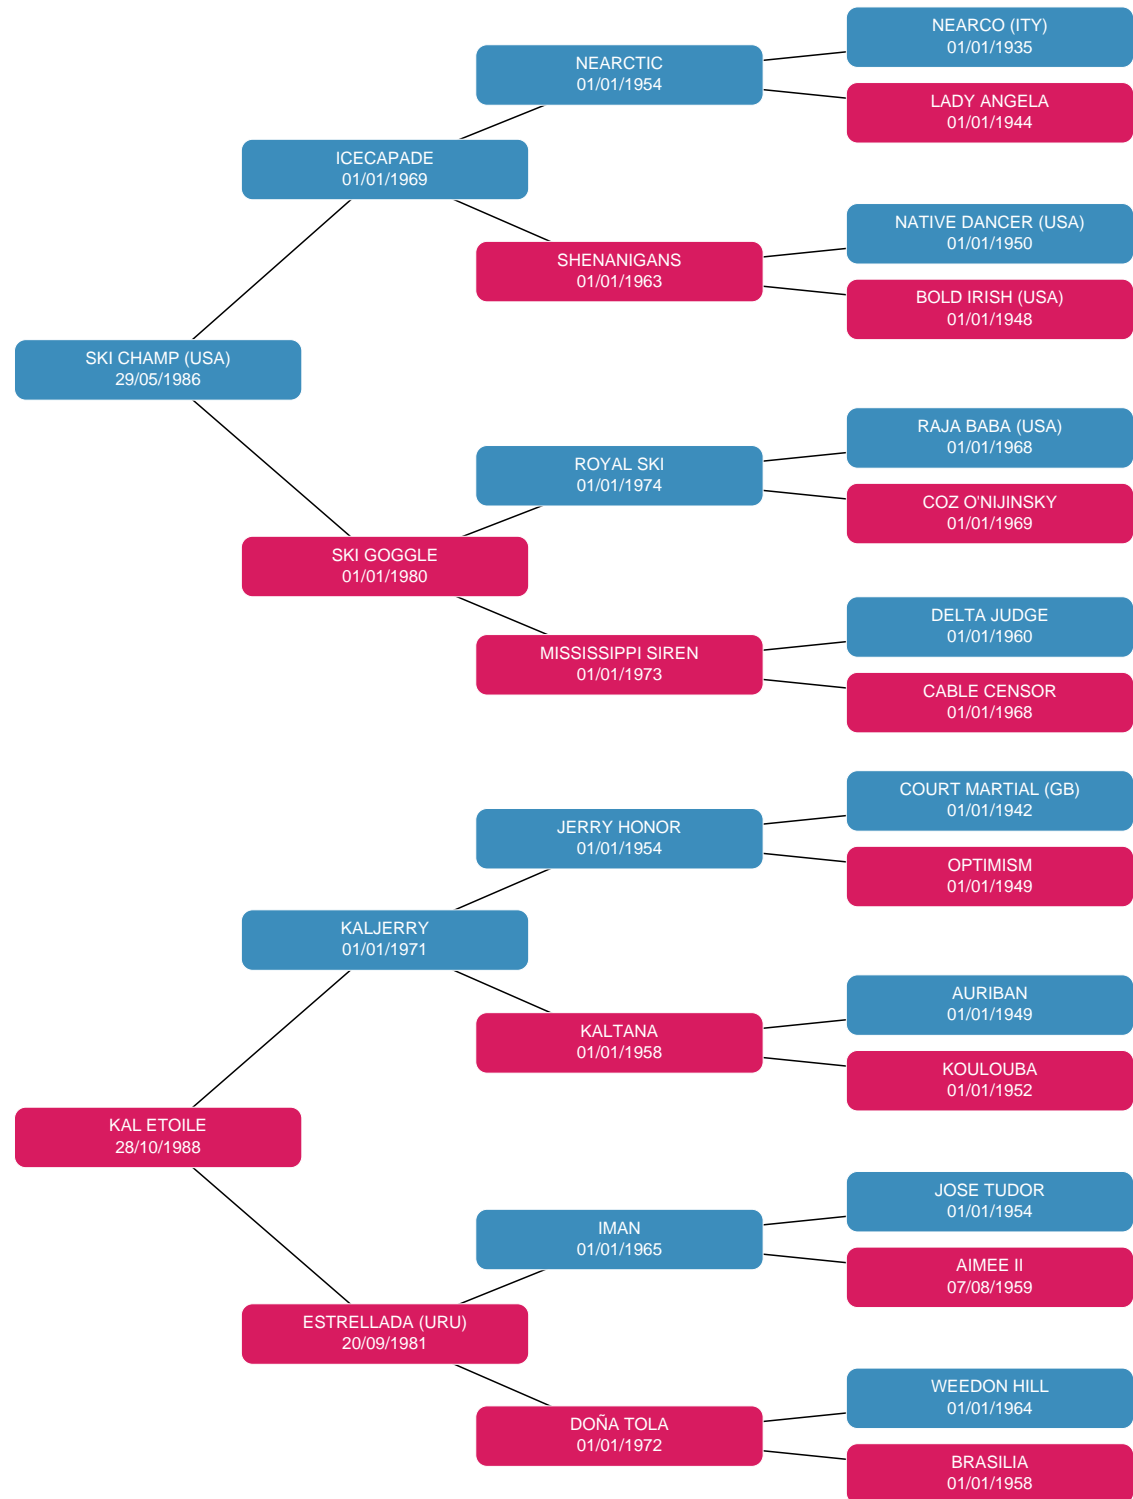 NEARCO (ITY)
01/01/1935
NEARCTIC
01/01/1954
LADY ANGELA
01/01/1944
ICECAPADE
01/01/1969
NATIVE DANCER (USA)
01/01/1950
SHENANIGANS
01/01/1963
BOLD IRISH (USA)
01/01/1948
SKI CHAMP (USA)
29/05/1986
RAJA BABA (USA)
01/01/1968
ROYAL SKI
01/01/1974
COZ O'NIJINSKY
01/01/1969
SKI GOGGLE
01/01/1980
DELTA JUDGE
01/01/1960
MISSISSIPPI SIREN
01/01/1973
CABLE CENSOR
01/01/1968
COURT MARTIAL (GB)
01/01/1942
JERRY HONOR
01/01/1954
OPTIMISM
01/01/1949
KALJERRY
01/01/1971
AURIBAN
01/01/1949
KALTANA
01/01/1958
KOULOUBA
01/01/1952
KAL ETOILE
28/10/1988
JOSE TUDOR
01/01/1954
IMAN
01/01/1965
AIMEE II
07/08/1959
ESTRELLADA (URU)
20/09/1981
WEEDON HILL
01/01/1964
DOÑA TOLA
01/01/1972
BRASILIA
01/01/1958